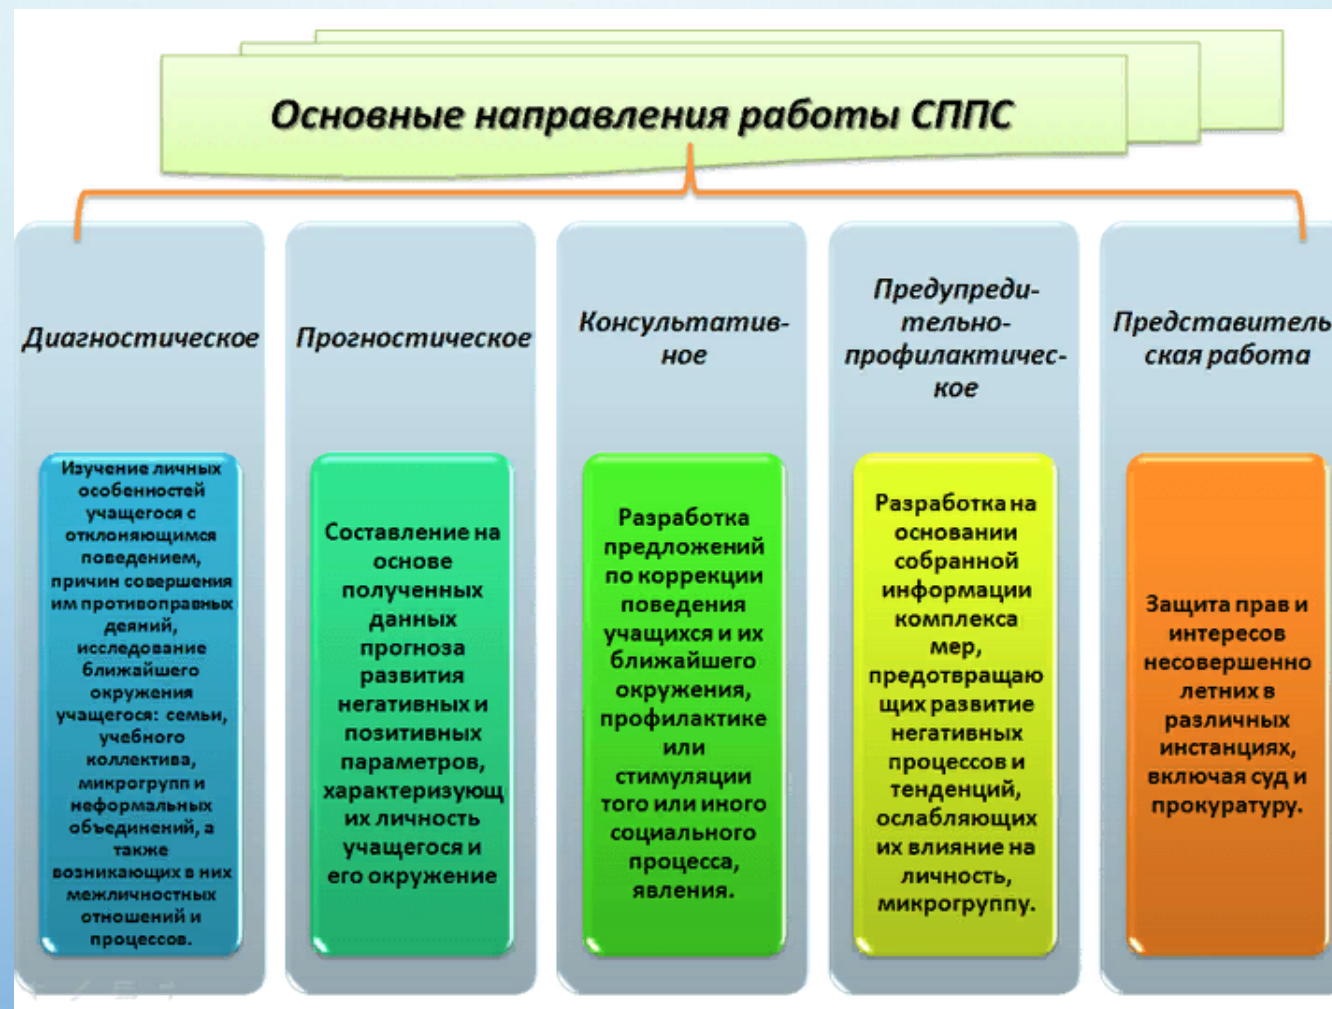 Основные направления работы СППС
Диагностическое
Изучение личных
особенностей
учащегося с
отклоняющимся
поведением,
причин совершения
им противоправных
деяний,
исследование
ближайшего
окружения
учащегося: семьи,
учебного
коллектива,
микрогрупп и
неформальных
объединений, а
также
возникающих в них
межличностных
отношений и
процессов.
Прогностическое
Составление на
основе
полученных
данных
прогноза
развития
негативных и
позитивных
параметров,
характеризующ
их личность
учащегося и
его окружение
Консультатив-
ное
Разработка
предложений
по коррекции
поведения
учащихся и их
ближайшего
окружения,
профилактике
или
стимуляции
того или иного
социального
процесса,
явления.
Предупреди-
тельно-
профилактичес-
кое
Разработка на
основании
собранной
информации
комплекса
мер,
предотвращаю
щих развитие
негативных
процессов и
тенденций,
ослабляющих
их влияние на
личность,
микрогруппу.
Представитель
ская работа
Защита прав и
интересов
несовершенно
летних в
различных
инстанциях,
включая суд и
прокуратуру.